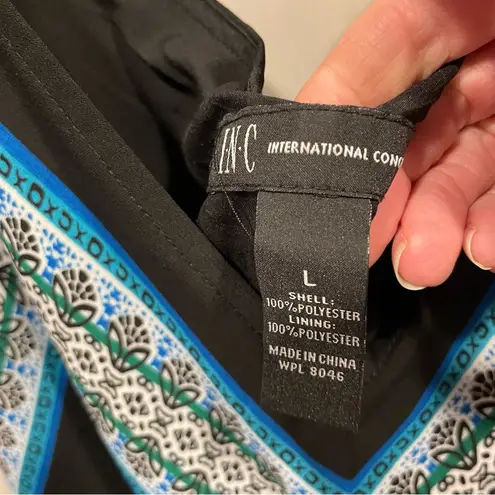 I.N.C INTERNATIONAL CONC
L
SHELL:
100%POLYESTER
LINING:
100%POLYESTER
MADE IN CHINA
WPL 8046